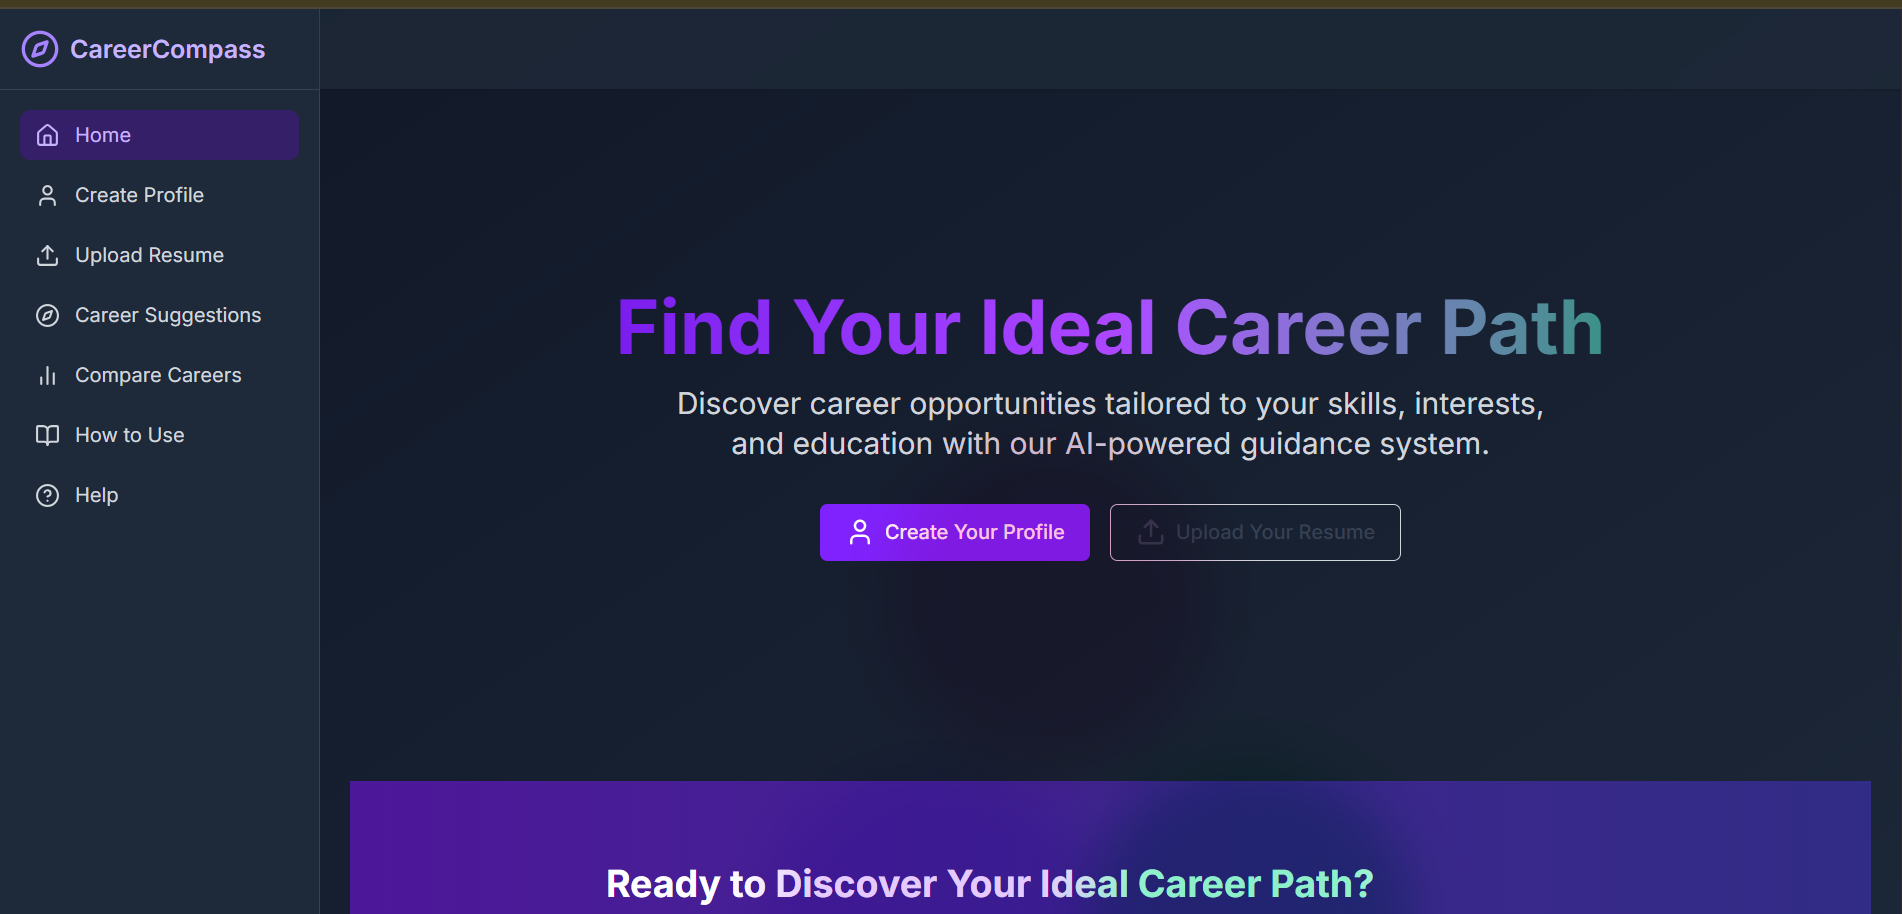 CareerCompass
Home
Create Profile
Upload Resume
Career Suggestions
Compare Careers
How to Use
Help
Find Your Ideal Career Path
Discover career opportunities tailored to your skills, interests,
and education with our AI-powered guidance system.
Create Your Profile
Upload Your Resume
Ready to Discover Your Ideal Career Path?